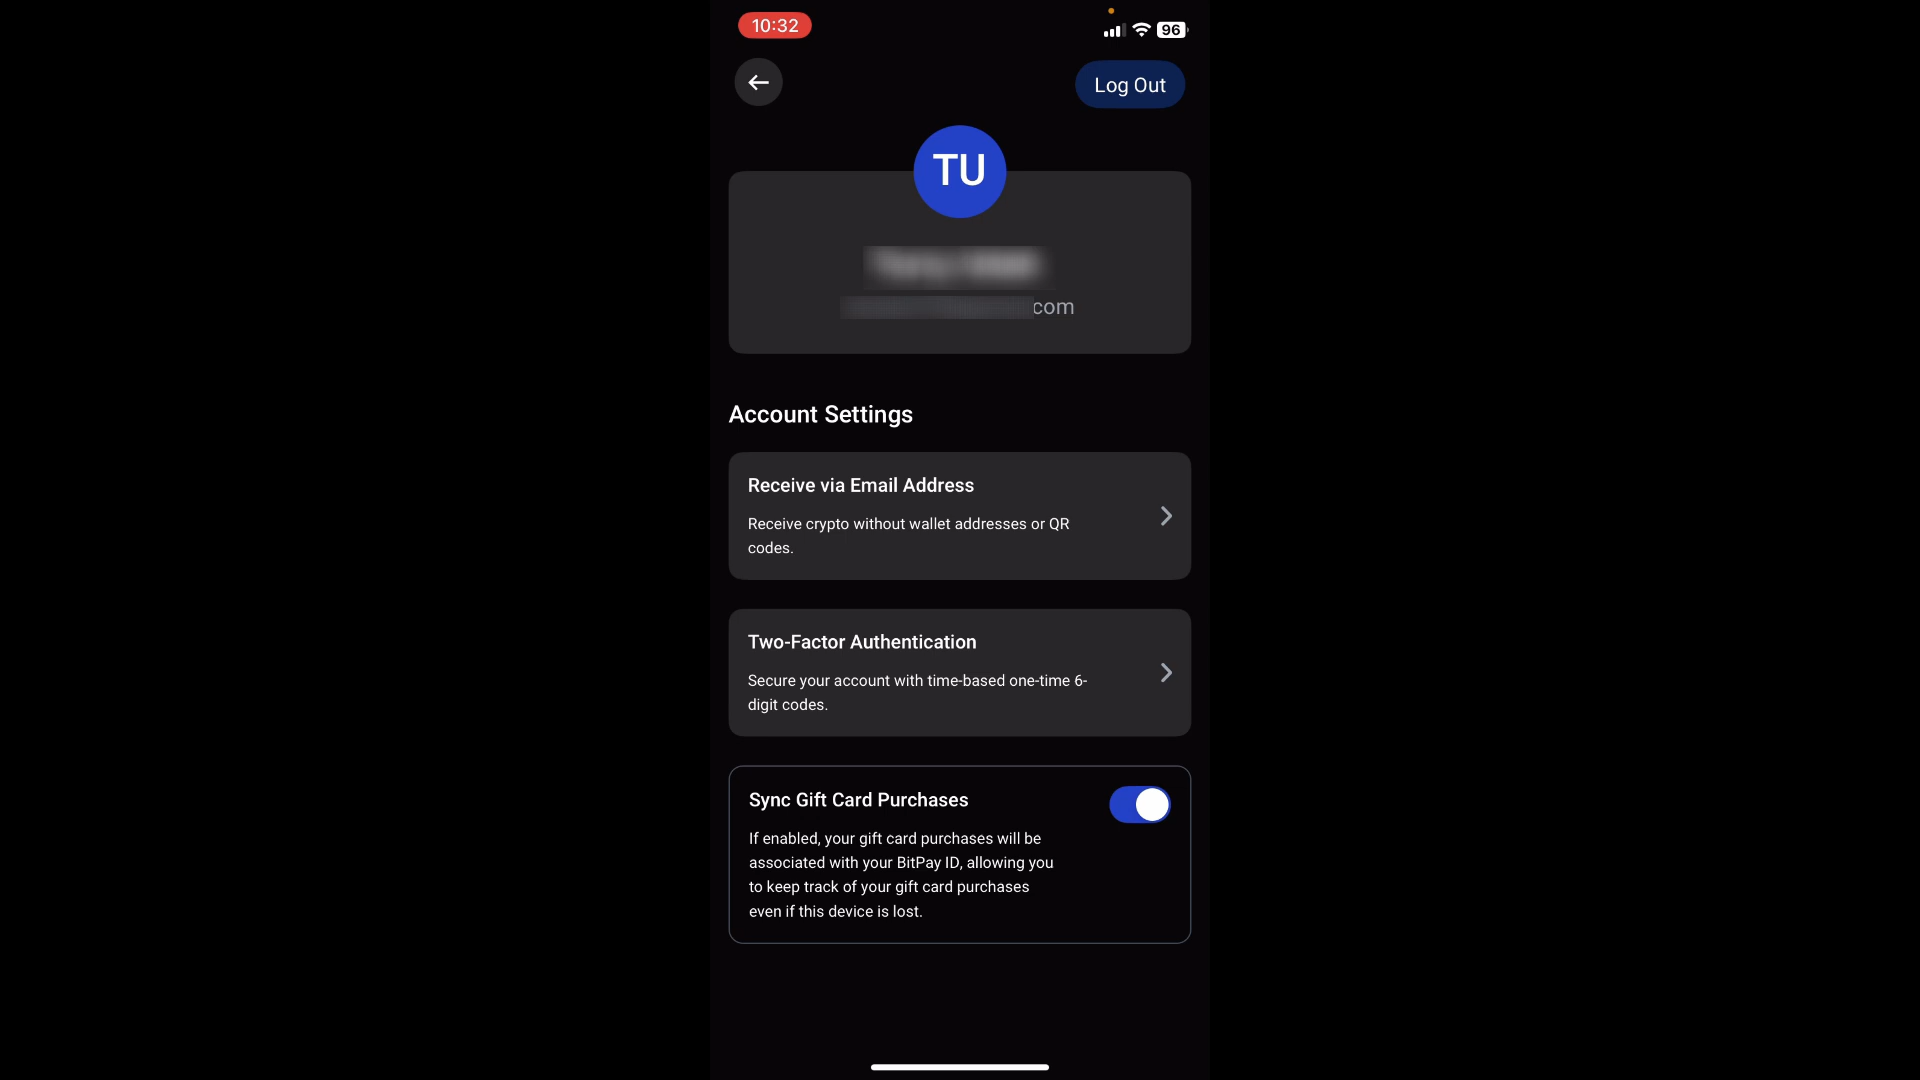 10:32
96
Log Out
TU
com
Account Settings
Receive via Email Address
Receive crypto without wallet addresses or QR
codes.
Two-Factor Authentication
Secure your account with time-based one-time 6-
digit codes.
Sync Gift Card Purchases
If enabled, your gift card purchases will be
associated with your BitPay ID, allowing you
to keep track of your gift card purchases
even if this device is lost.